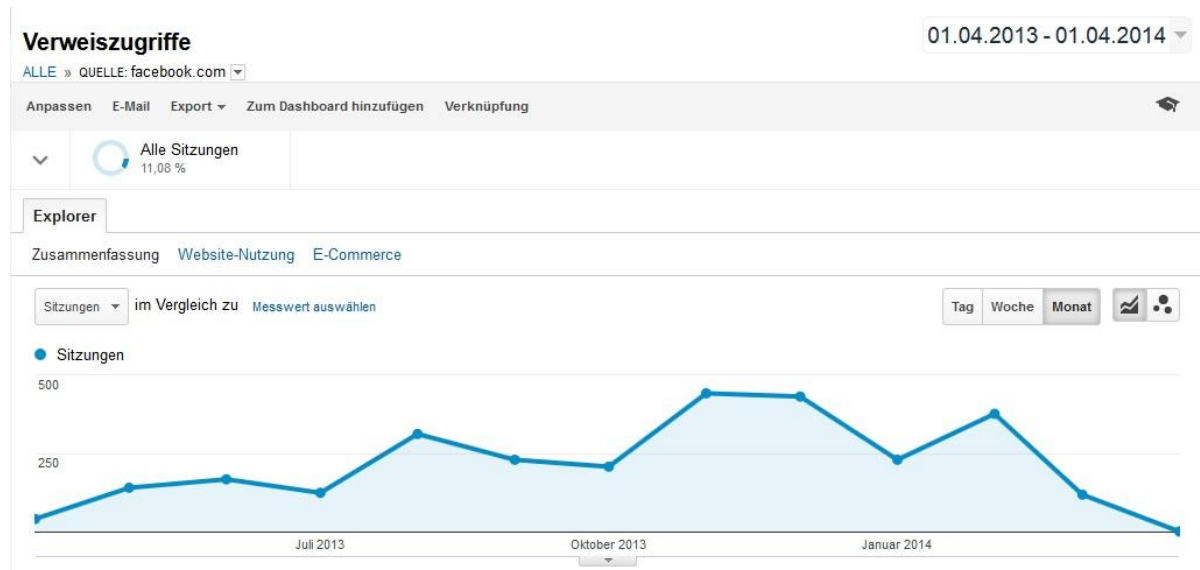 Verweiszugriffe
01.04.2013 - 01.04.2014
ALLE » QUELLE: facebook.com
Anpassen E-Mail Export Zum Dashboard hinzufügen Verknüpfung
Alle Sitzungen
11,08 %
Explorer
Zusammenfassung Website-Nutzung E-Commerce
Sitzungen im Vergleich zu Messwert auswählen Tag Woche Monat
Sitzungen
500
250
Juli 2013 Oktober 2013 Januar 2014